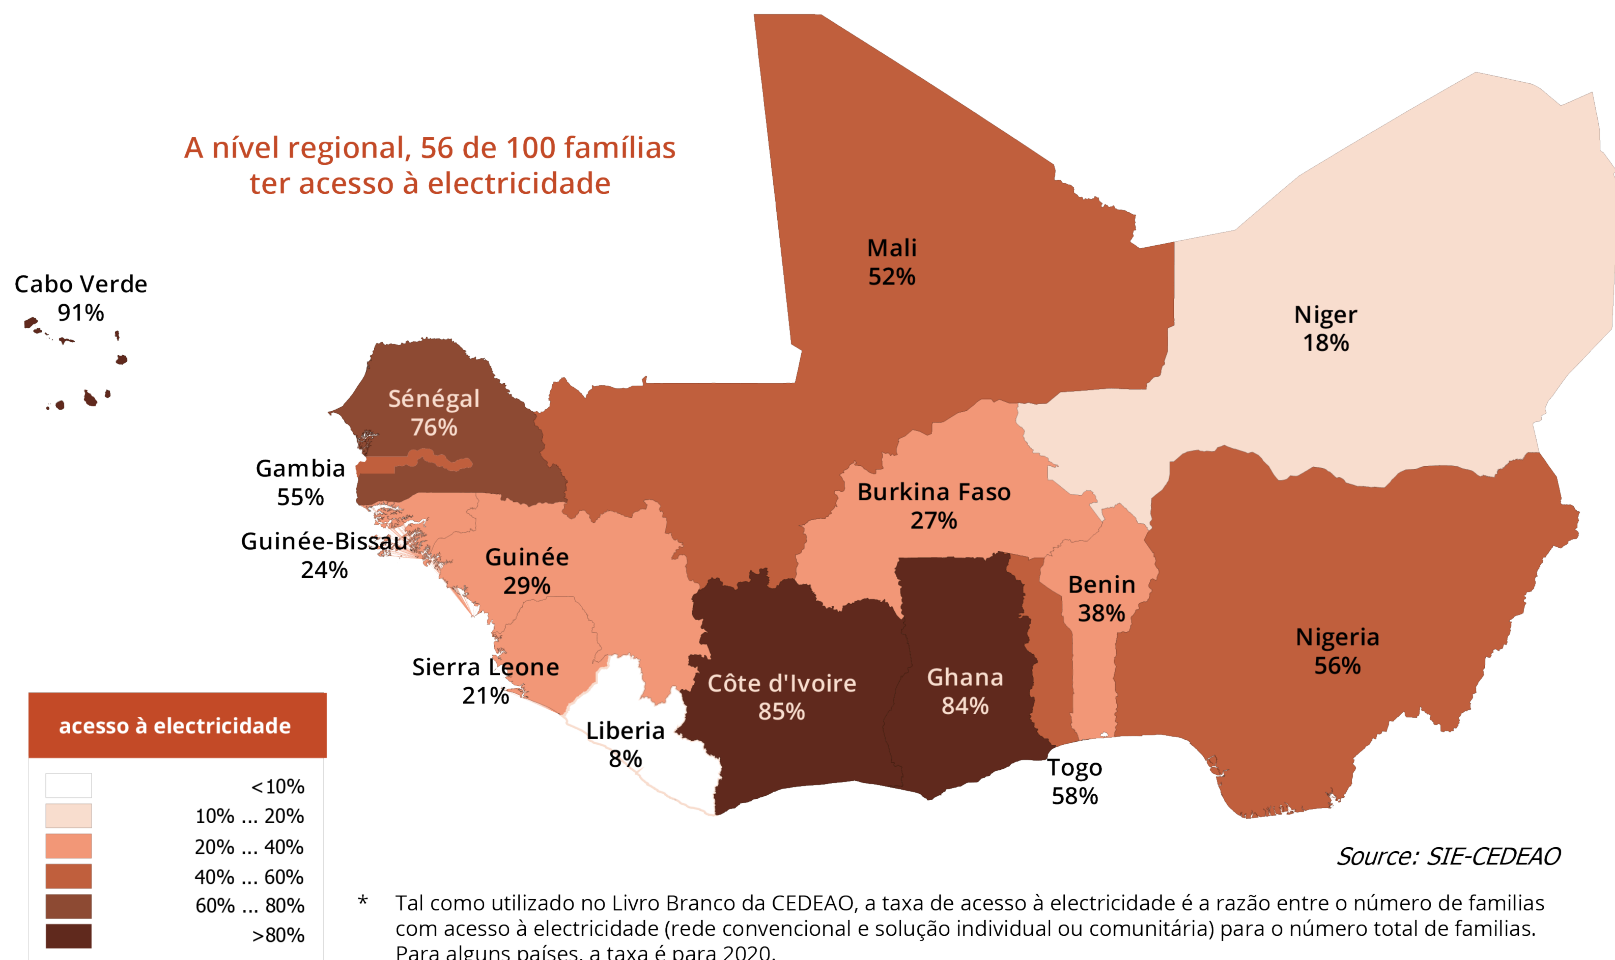 A nível regional, 56 de 100 famílias
ter acesso à electricidade
Cabo Verde
91%
Mali
52%
Niger
18%
Sénégal
76%
Gambia
55%
Burkina Faso
27%
Guinée-Bissau
24%
Guinée
29%
Benin
38%
Nigeria
56%
Sierra Leone
21%
Côte d'Ivoire
85%
Ghana
84%
Liberia
8%
Togo
58%
acesso à electricidade
<10%
10% ... 20%
20% ... 40%
40% ... 60%
60% ... 80%
>80%
Source: SIE-CEDEAO
* Tal como utilizado no Livro Branco da CEDEAO, a taxa de acesso à electricidade é a razão entre o número de familias
com acesso à electricidade (rede convencional e solução individual ou comunitária) para o número total de familias.
Para alguns países, a taxa é para 2020.